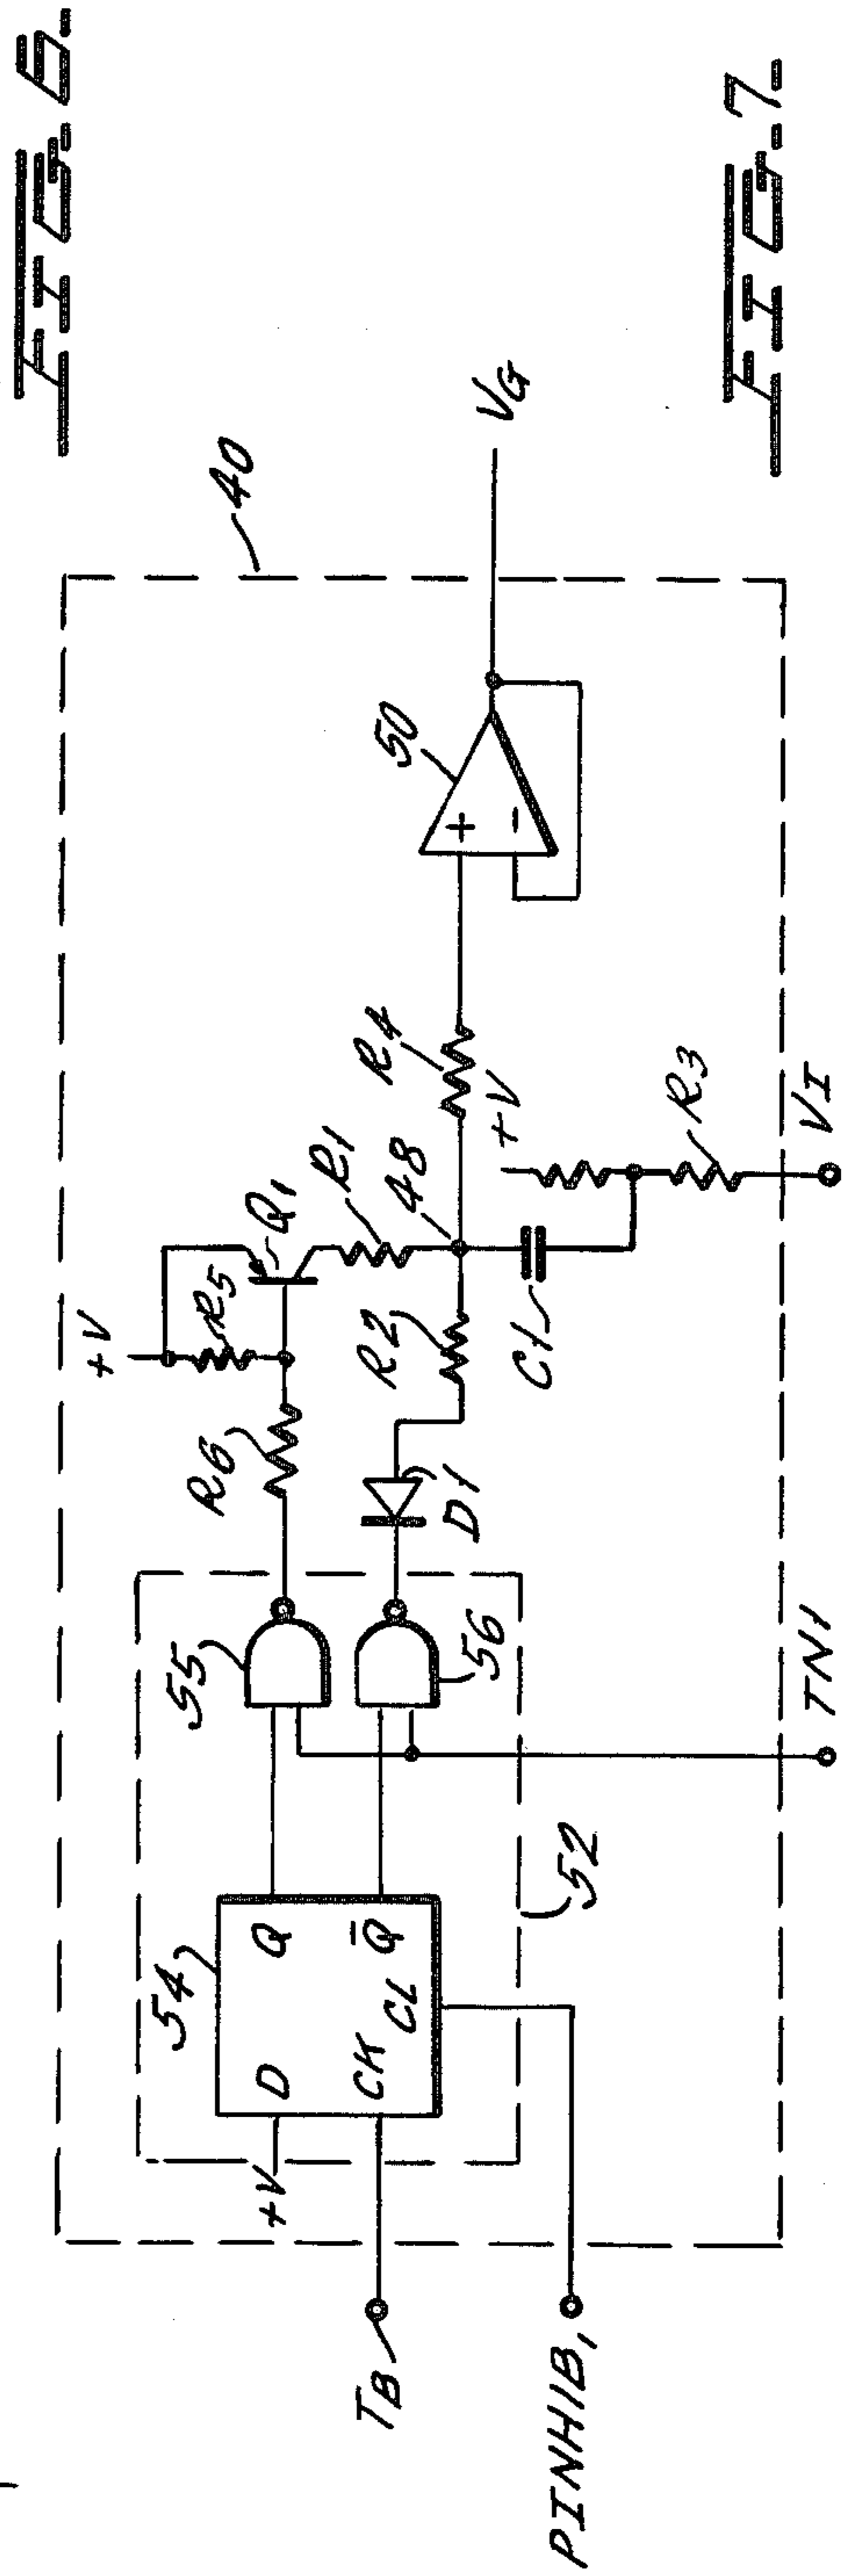 FIG. 6.
40
+V
R5
Q1
R6
R1
48
R4
50
+
-
VG
55
54
D
Q
+V
CK
Q̄
CL
56
D1
R2
C1
+V
R3
52
TB
PINHIB,
TN1
VI
FIG. 7.